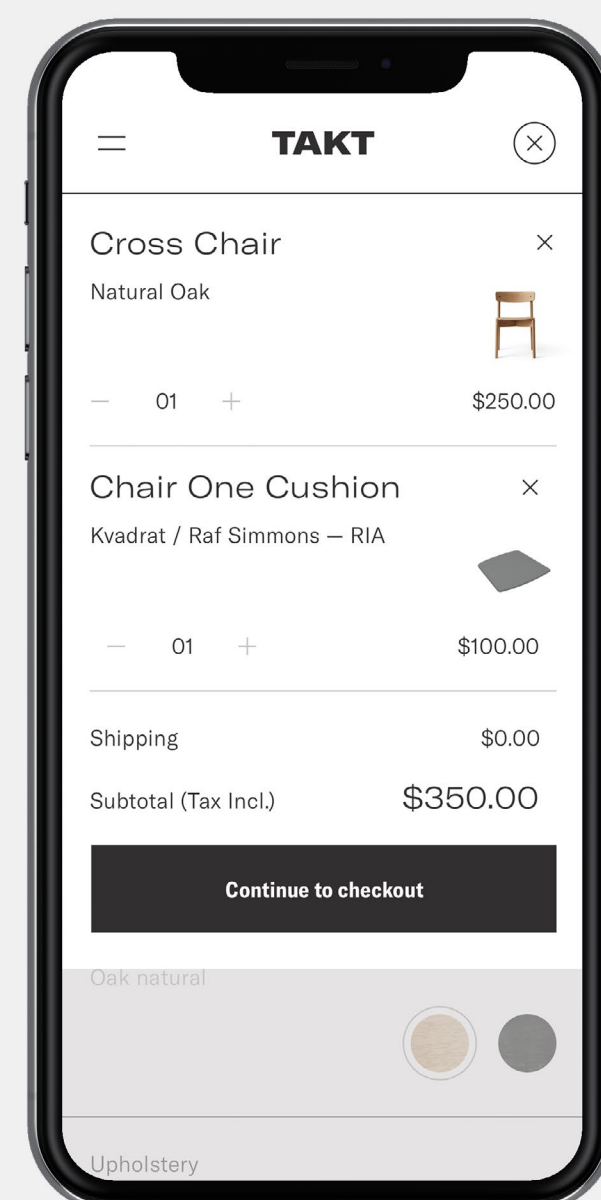 TAKT
Cross Chair
Natural Oak
— 01 + $250.00
Chair One Cushion
Kvadrat / Raf Simmons — RIA
— 01 + $100.00
Shipping $0.00
Subtotal (Tax Incl.) $350.00
Continue to checkout
Oak natural
Upholstery